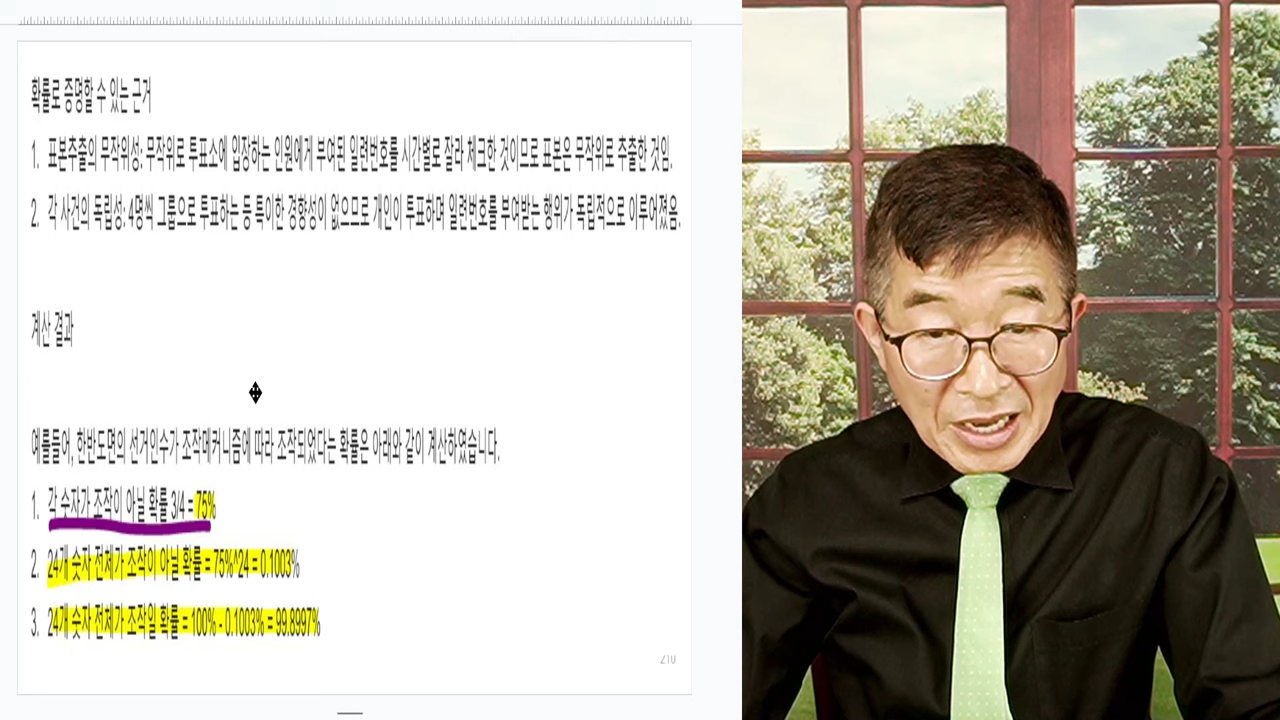 확률로 증명할 수 있는 근거
1. 표본추출의 무작위성: 무작위로 투표소에 입장하는 인원에게 부여된 일련번호를 시간별로 잘라 체크한 것이므로 표본은 무작위로 추출한 것임.
2. 각 사건의 독립성: 4명씩 그룹으로 투표하는 등 특이한 경향성이 없으므로 개인이 투표하며 일련번호를 부여받는 행위가 독립적으로 이루어졌음.
계산 결과
예를들어, 한반도면의 선거인수가 조작메커니즘에 따라 조작되었다는 확률은 아래와 같이 계산하였습니다.
1. 각 숫자가 조작이 아닐 확률 3/4 = 75%
2. 24개 숫자 전체가 조작이 아닐 확률 = 75%^24 = 0.1003%
3. 24개 숫자 전체가 조작일 확률 = 100% - 0.1003% = 99.8997%
210